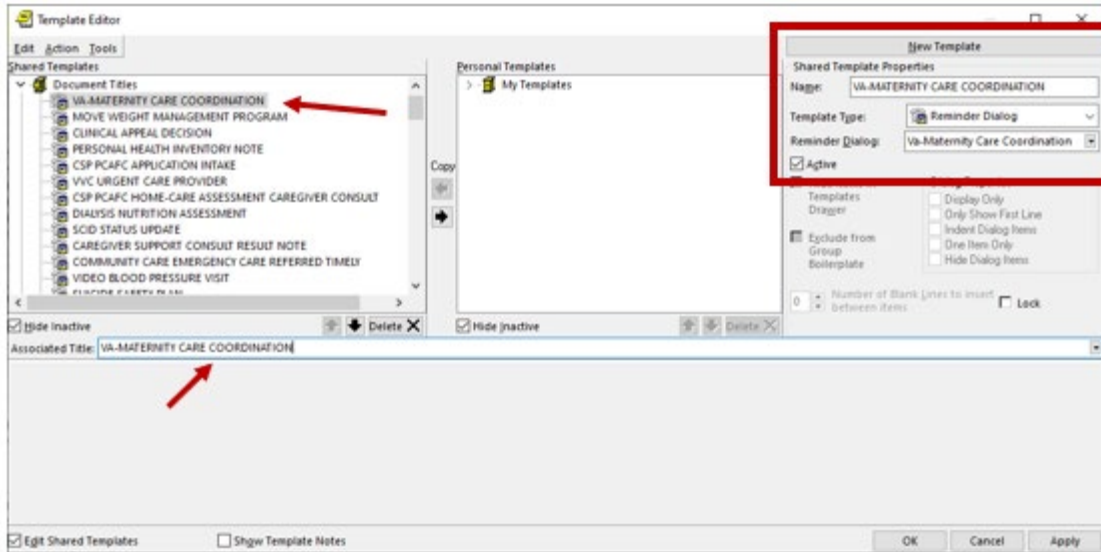 Template Editor
Edit Action Tools
New Template
Shared Templates
Personal Templates
Shared Template Properties
Document Titles
My Templates
Name: VA-MATERNITY CARE COORDINATION
VA-MATERNITY CARE COORDINATION
MOVE WEIGHT MANAGEMENT PROGRAM
Template Type: Reminder Dialog
CLINICAL APPEAL DECISION
PERSONAL HEALTH INVENTORY NOTE
Reminder Dialog: Va-Maternity Care Coordination
CSP PCAFC APPLICATION INTAKE
Copy
Active
VVC URGENT CARE PROVIDER
CSP PCAFC HOME-CARE ASSESSMENT CAREGIVER CONSULT
Templates
Drawer
Display Only
DIALYSIS NUTRITION ASSESSMENT
Only Show First Line
SCID STATUS UPDATE
Indent Dialog Items
CAREGIVER SUPPORT CONSULT RESULT NOTE
Exclude from
Group
Boilerplate
One Item Only
COMMUNITY CARE EMERGENCY CARE REFERRED TIMELY
Hide Dialog Items
VIDEO BLOOD PRESSURE VISIT
SUICIDE SAFETY PLAN
0 Number of Blank Lines to insert
between items
Lock
Hide Inactive
Delete
Hide Inactive
Delete
Associated Title: VA-MATERNITY CARE COORDINATION
Edit Shared Templates
Show Template Notes
OK Cancel Apply